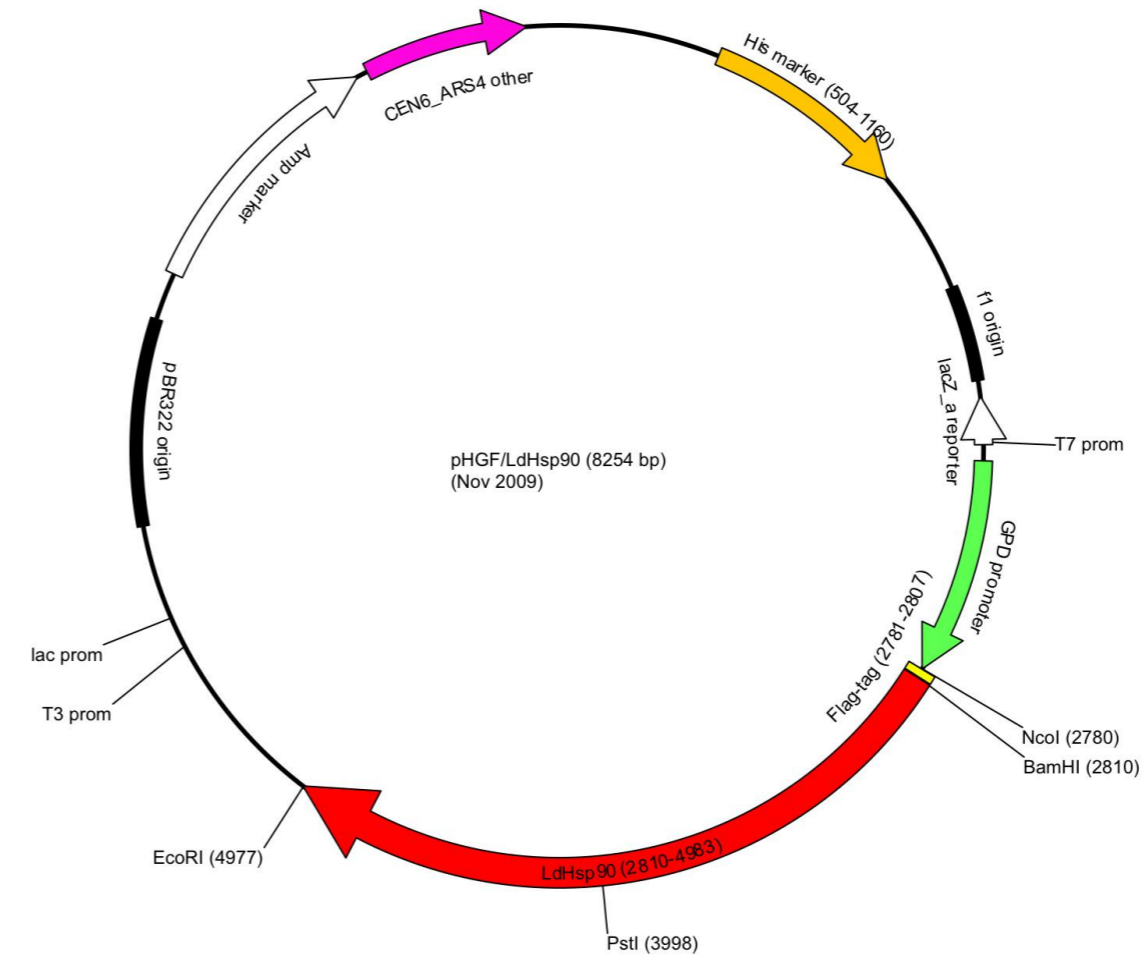 CEN6_ARS4 other
His marker (504-1160)
Amp marker
f1 origin
lacZ_a reporter
T7 prom
pBR322 origin
pHGF/LdHsp90 (8254 bp)
(Nov 2009)
GPD promoter
Flag-tag (2781-2807)
lac prom
T3 prom
NcoI (2780)
BamHI (2810)
EcoRI (4977)
LdHsp90 (2810-4983)
PstI (3998)